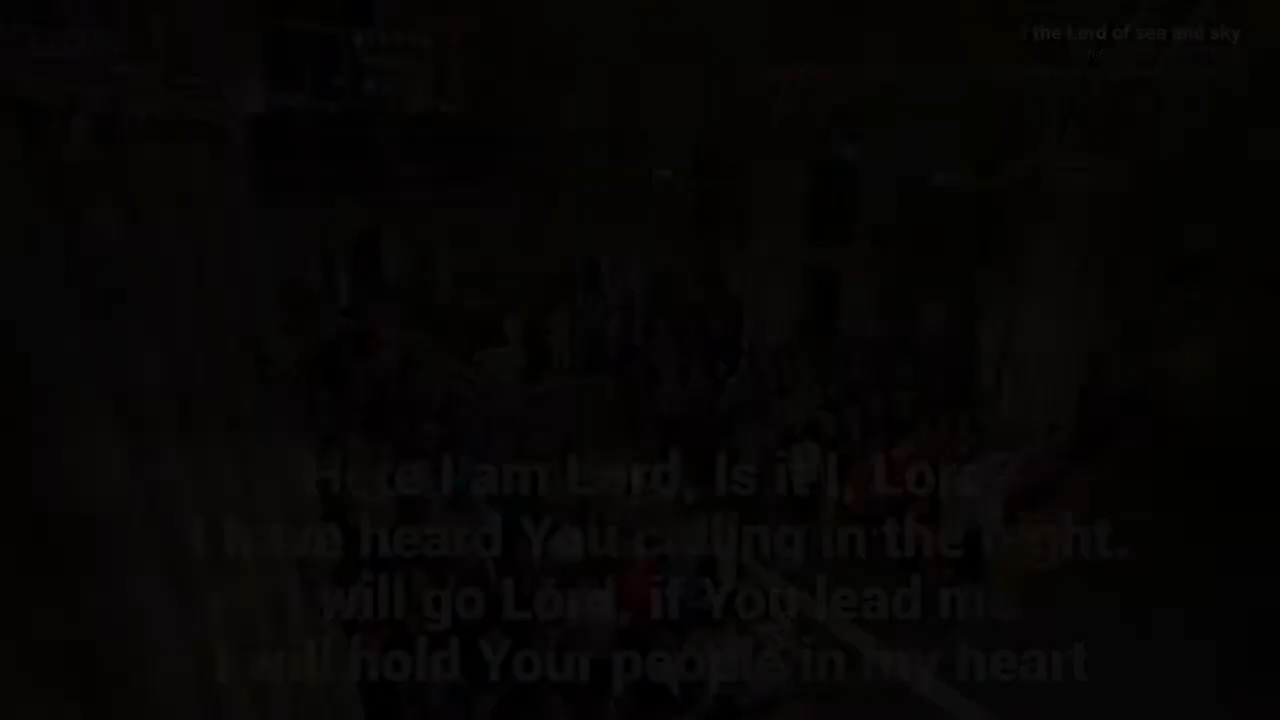 I the Lord of sea and sky
Here I am Lord, Is it I, Lord?
I have heard You calling in the night.
I will go Lord, if You lead me
I will hold Your people in my heart